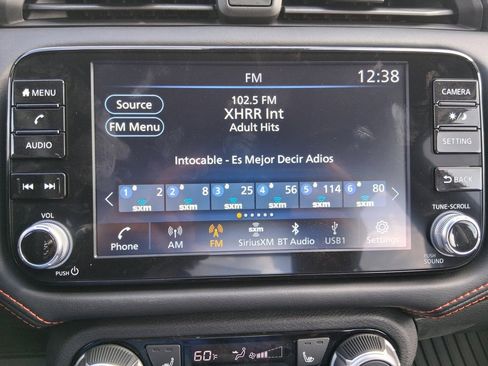 FM
12:38
MENU
AUDIO
VOL
PUSH
Source
FM Menu
102.5 FM
XHRR Int
Adult Hits
Intocable - Es Mejor Decir Adios
1 2 sxm
2 8 sxm
3 25 sxm
4 56 sxm
5 114 sxm
6 80 sxm
Phone
AM
FM
sxm
SiriusXM
BT Audio
USB1
Settings
CAMERA
SETTING
BACK
TUNE·SCROLL
PUSH
SOUND
60°F